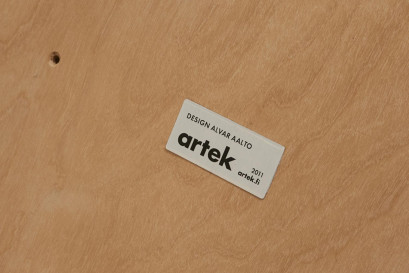 DESIGN ALVAR AALTO
artek
2011
artek.fi